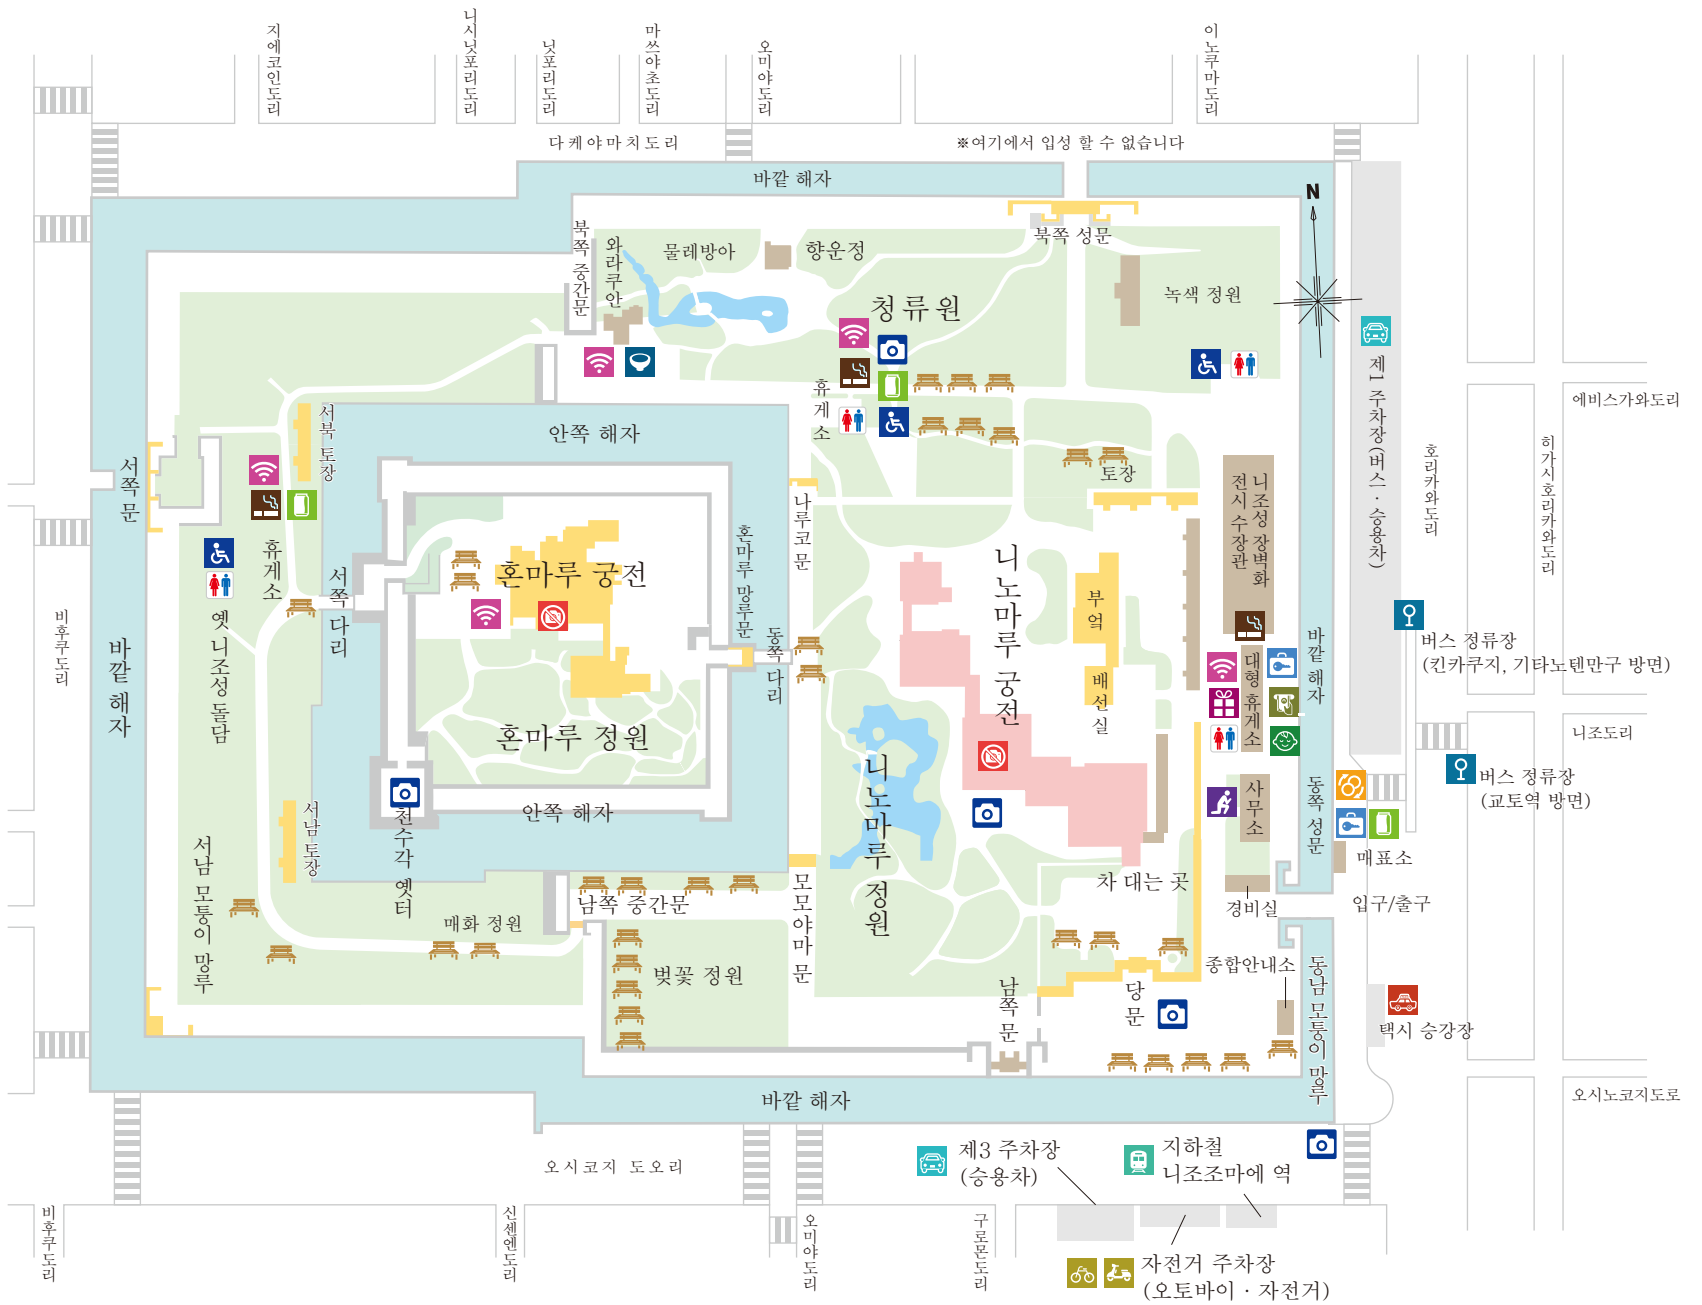 지에코인도리
니시닛포리도리
닛포리도리
마쓰야초도리
오미야도리
이노쿠마도리
다케야마치도리
※여기에서 입성 할 수 없습니다
바깥 해자
N
북쪽 중간문
와라쿠안
물레방아
향운정
북쪽 성문
녹색 정원
청류원
제1 주차장(버스 · 승용차)
휴게소
에비스가와도리
서북 토장
안쪽 해자
서쪽 문
토장
호리카와도리
히가시호리카와도리
나루코 문
니조성 장벽화
전시 수장관
혼마루 망루문
휴게소
혼마루 궁전
니노마루 궁전
서쪽 다리
부엌
비후쿠도리
옛 니조성 돌담
바깥 해자
동쪽 다리
바깥 해자
버스 정류장
(킨카쿠지, 기타노텐만구 방면)
대형 휴게소
배선실
혼마루 정원
니조도리
니노마루 정원
버스 정류장
(교토역 방면)
동쪽 성문
사무소
안쪽 해자
천수각 옛터
서남 토장
서남 모퉁이 망루
매표소
차 대는 곳
남쪽 중간문
모모야마 문
경비실
입구/출구
매화 정원
벚꽃 정원
종합안내소
동남 모퉁이 망루
남쪽 문
당문
택시 승강장
바깥 해자
오시노코지도로
오시코지 도오리
제3 주차장
(승용차)
지하철
니조조마에 역
비후쿠도리
신센엔도리
오미야도리
구로몬도리
자전거 주차장
(오토바이 · 자전거)